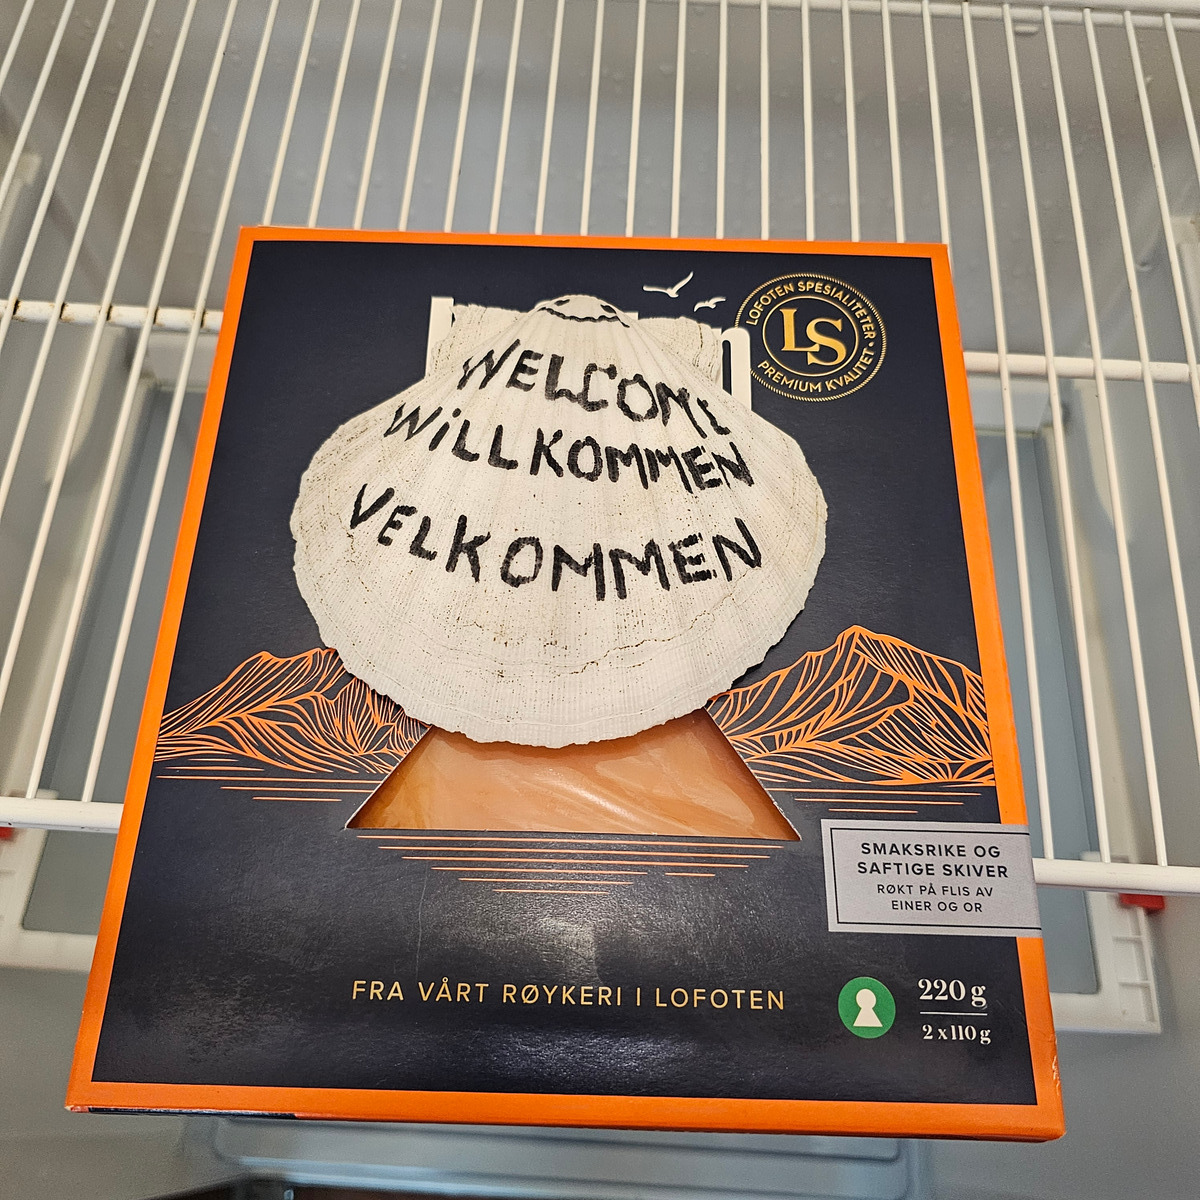 LOFOTEN SPESIALITETER
LS
PREMIUM KVALITET
WELCOME
WiLLKOMMEN
VELKOMMEN
SMAKSRIKE OG
SAFTIGE SKIVER
RØKT PÅ FLIS AV
EINER OG OR
FRA VÅRT RØYKERI I LOFOTEN
220 g
2 x 110 g